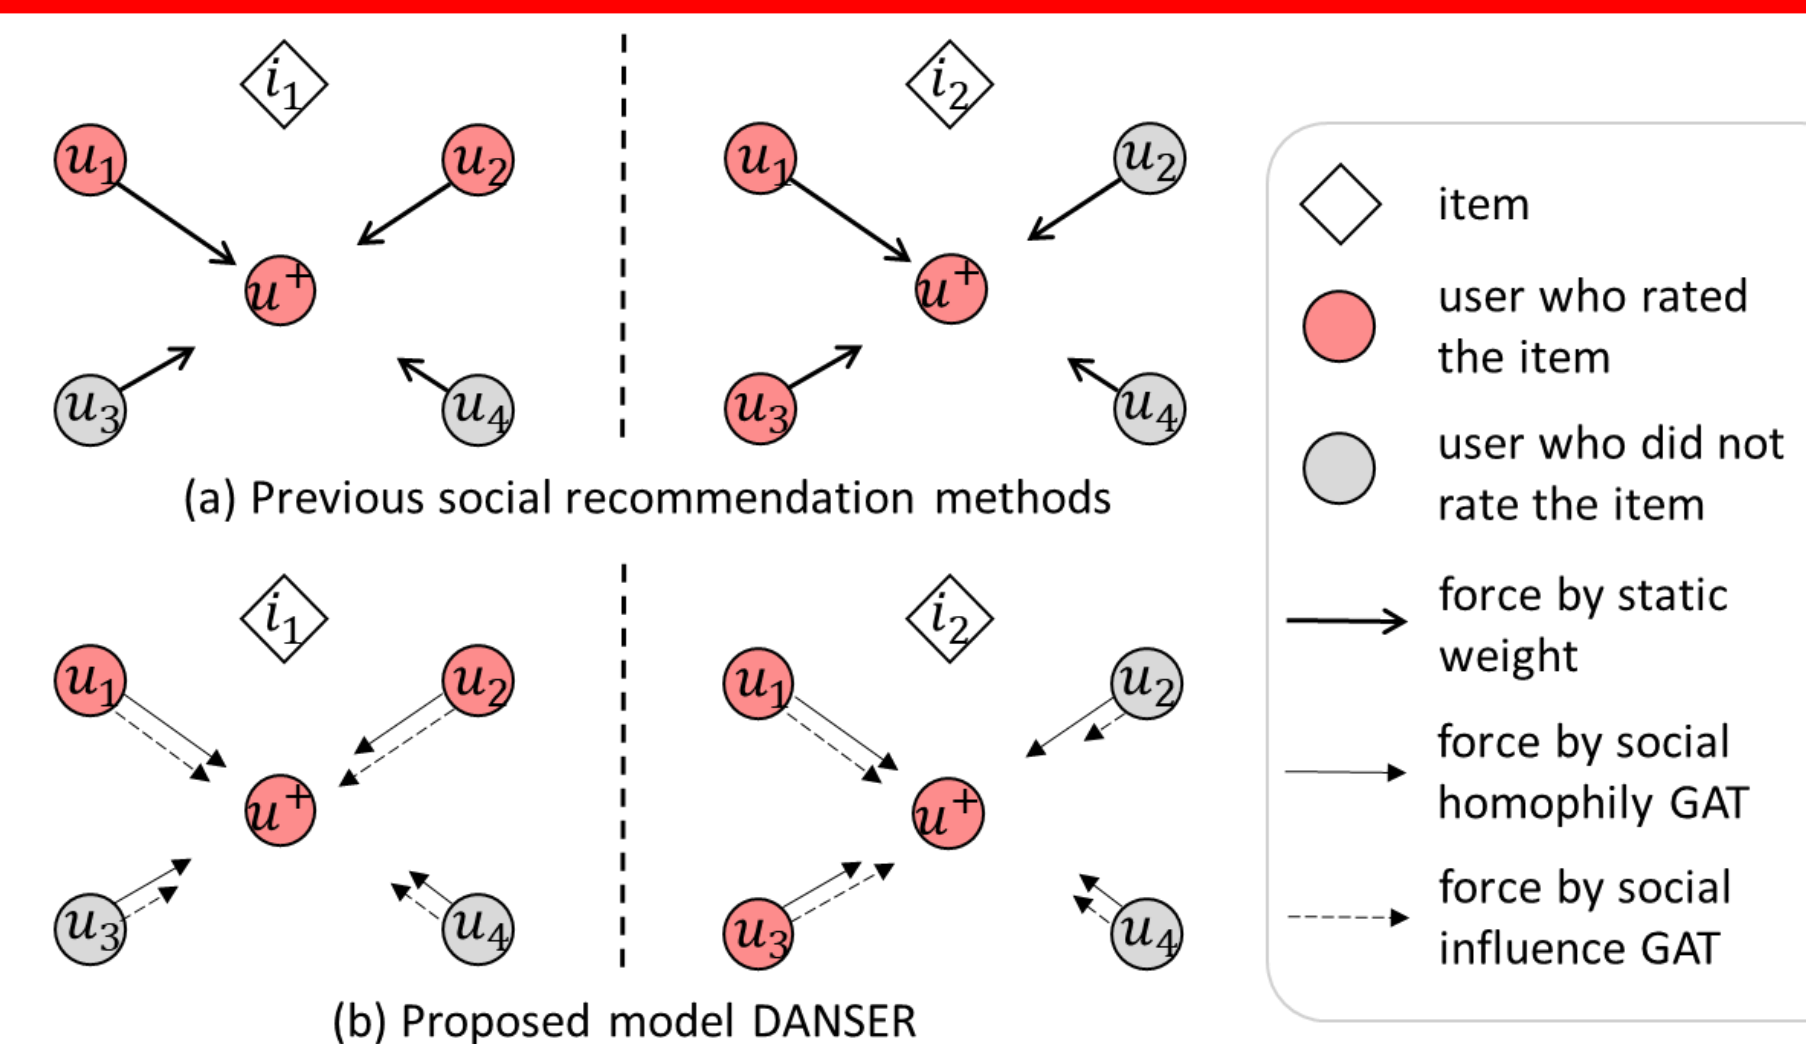 i₁
i₂
u₁
u₂
u₁
u₂
u⁺
u⁺
u₃
u₄
u₃
u₄
(a) Previous social recommendation methods
i₁
i₂
u₁
u₂
u₁
u₂
u⁺
u⁺
u₃
u₄
u₃
u₄
(b) Proposed model DANSER
item
user who rated
the item
user who did not
rate the item
force by static
weight
force by social
homophily GAT
force by social
influence GAT